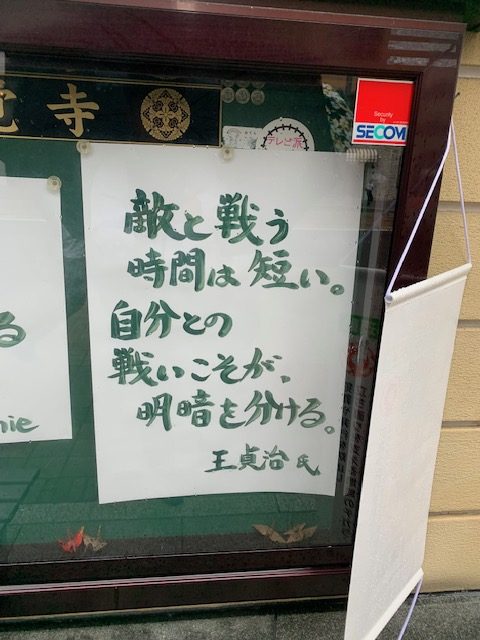 寺
Security
by
SECOM
テレビ派
敵と戦う
時間は短い。
自分との
戦いこそが、
明暗を分ける。
王貞治 氏
る
nie